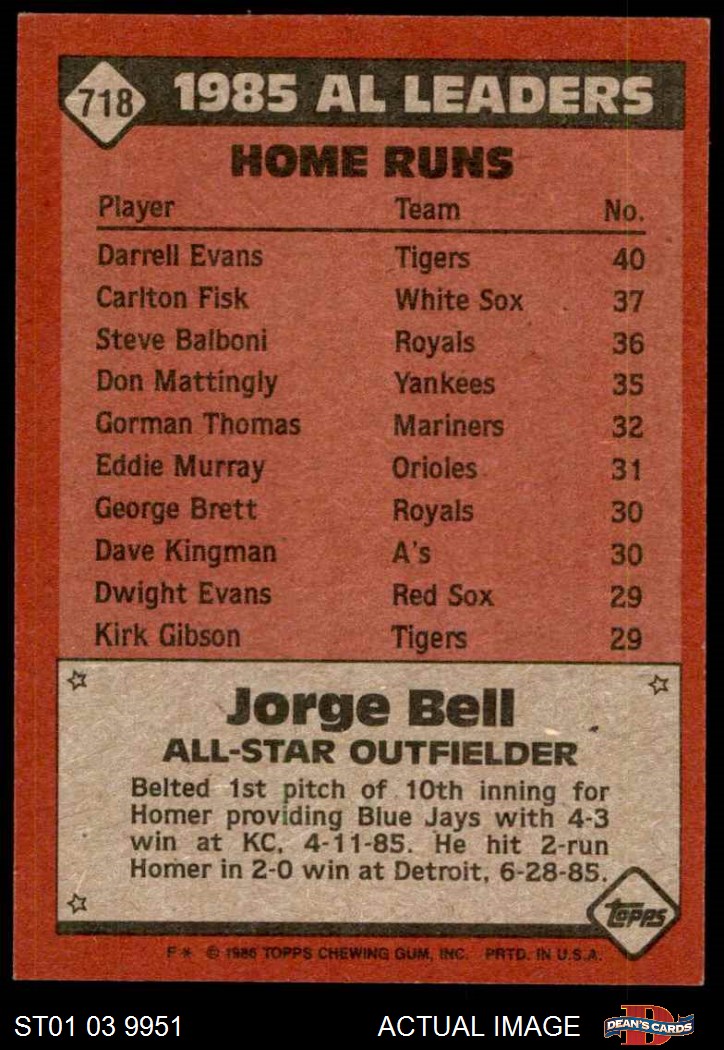 718 1985 AL LEADERS
HOME RUNS
Player Team No.
Darrell Evans Tigers 40
Carlton Fisk White Sox 37
Steve Balboni Royals 36
Don Mattingly Yankees 35
Gorman Thomas Mariners 32
Eddie Murray Orioles 31
George Brett Royals 30
Dave Kingman A's 30
Dwight Evans Red Sox 29
Kirk Gibson Tigers 29
Jorge Bell
ALL-STAR OUTFIELDER
Belted 1st pitch of 10th inning for
Homer providing Blue Jays with 4-3
win at KC, 4-11-85. He hit 2-run
Homer in 2-0 win at Detroit, 6-28-85.
topps
F* © 1986 TOPPS CHEWING GUM, INC. PRTD. IN U.S.A.
ST01 03 9951 ACTUAL IMAGE DEAN'S CARDS